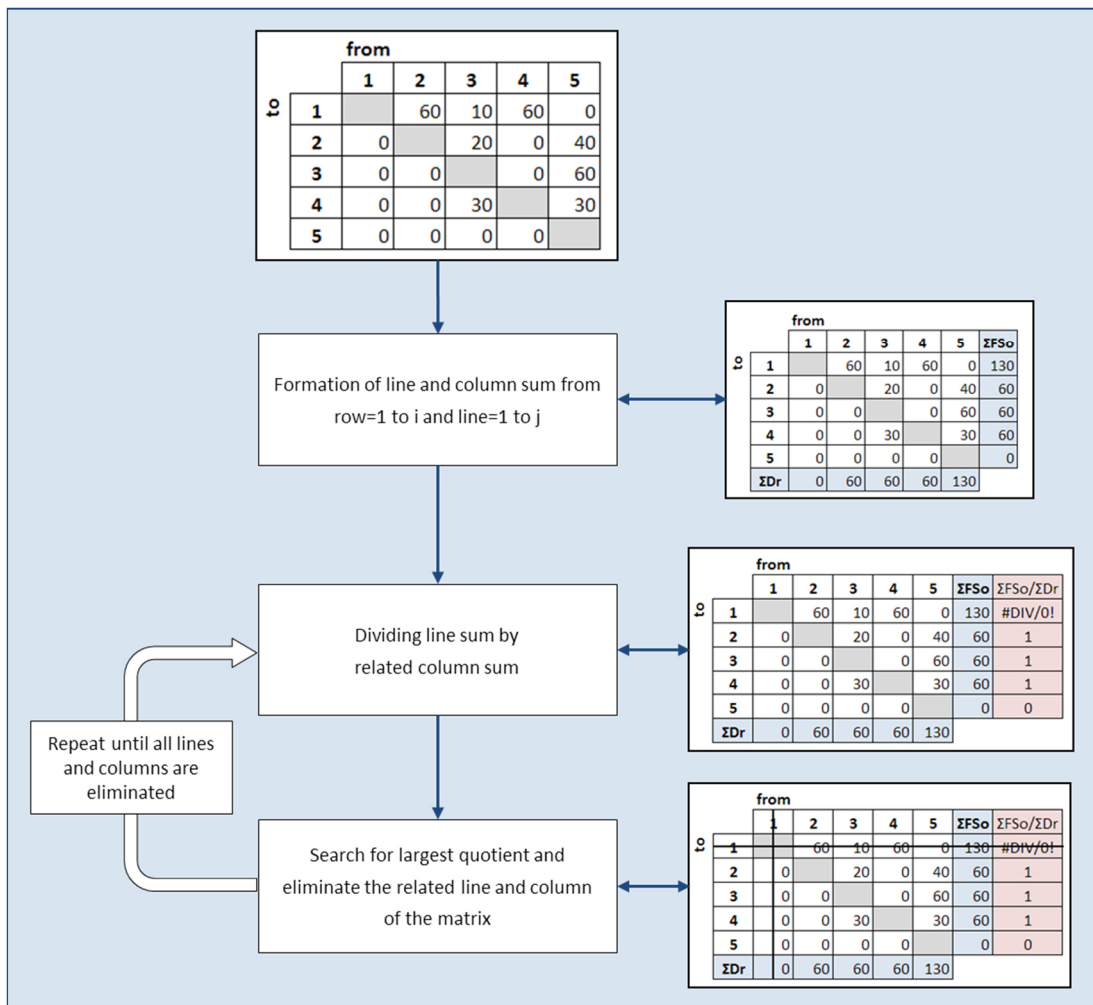 from
1 2 3 4 5
to
1 60 10 60 0
2 0 20 0 40
3 0 0 0 60
4 0 0 30 30
5 0 0 0 0
Formation of line and column sum from
row=1 to i and line=1 to j
from
1 2 3 4 5 ΣFSo
to
1 60 10 60 0 130
2 0 20 0 40 60
3 0 0 0 60 60
4 0 0 30 30 60
5 0 0 0 0 0
ΣDr 0 60 60 60 130
Dividing line sum by
related column sum
from
1 2 3 4 5 ΣFSo ΣFSo/ΣDr
to
1 60 10 60 0 130 #DIV/0!
2 0 20 0 40 60 1
3 0 0 0 60 60 1
4 0 0 30 30 60 1
5 0 0 0 0 0 0
ΣDr 0 60 60 60 130
Repeat until all lines
and columns are
eliminated
Search for largest quotient and
eliminate the related line and column
of the matrix
from
1 2 3 4 5 ΣFSo ΣFSo/ΣDr
to
1 60 10 60 0 130 #DIV/0!
2 0 20 0 40 60 1
3 0 0 0 60 60 1
4 0 0 30 30 60 1
5 0 0 0 0 0 0
ΣDr 0 60 60 60 130